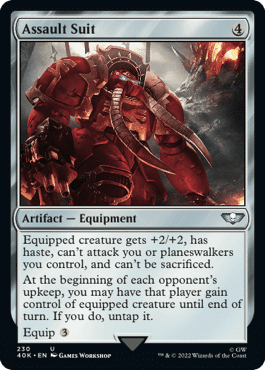 Assault Suit 4
Artifact — Equipment
Equipped creature gets +2/+2, has
haste, can't attack you or planeswalkers
you control, and can't be sacrificed.
At the beginning of each opponent's
upkeep, you may have that player gain
control of equipped creature until end of
turn. If you do, untap it.
Equip 3
230 U
40K • EN Games Workshop
© GW
™ & © 2022 Wizards of the Coast